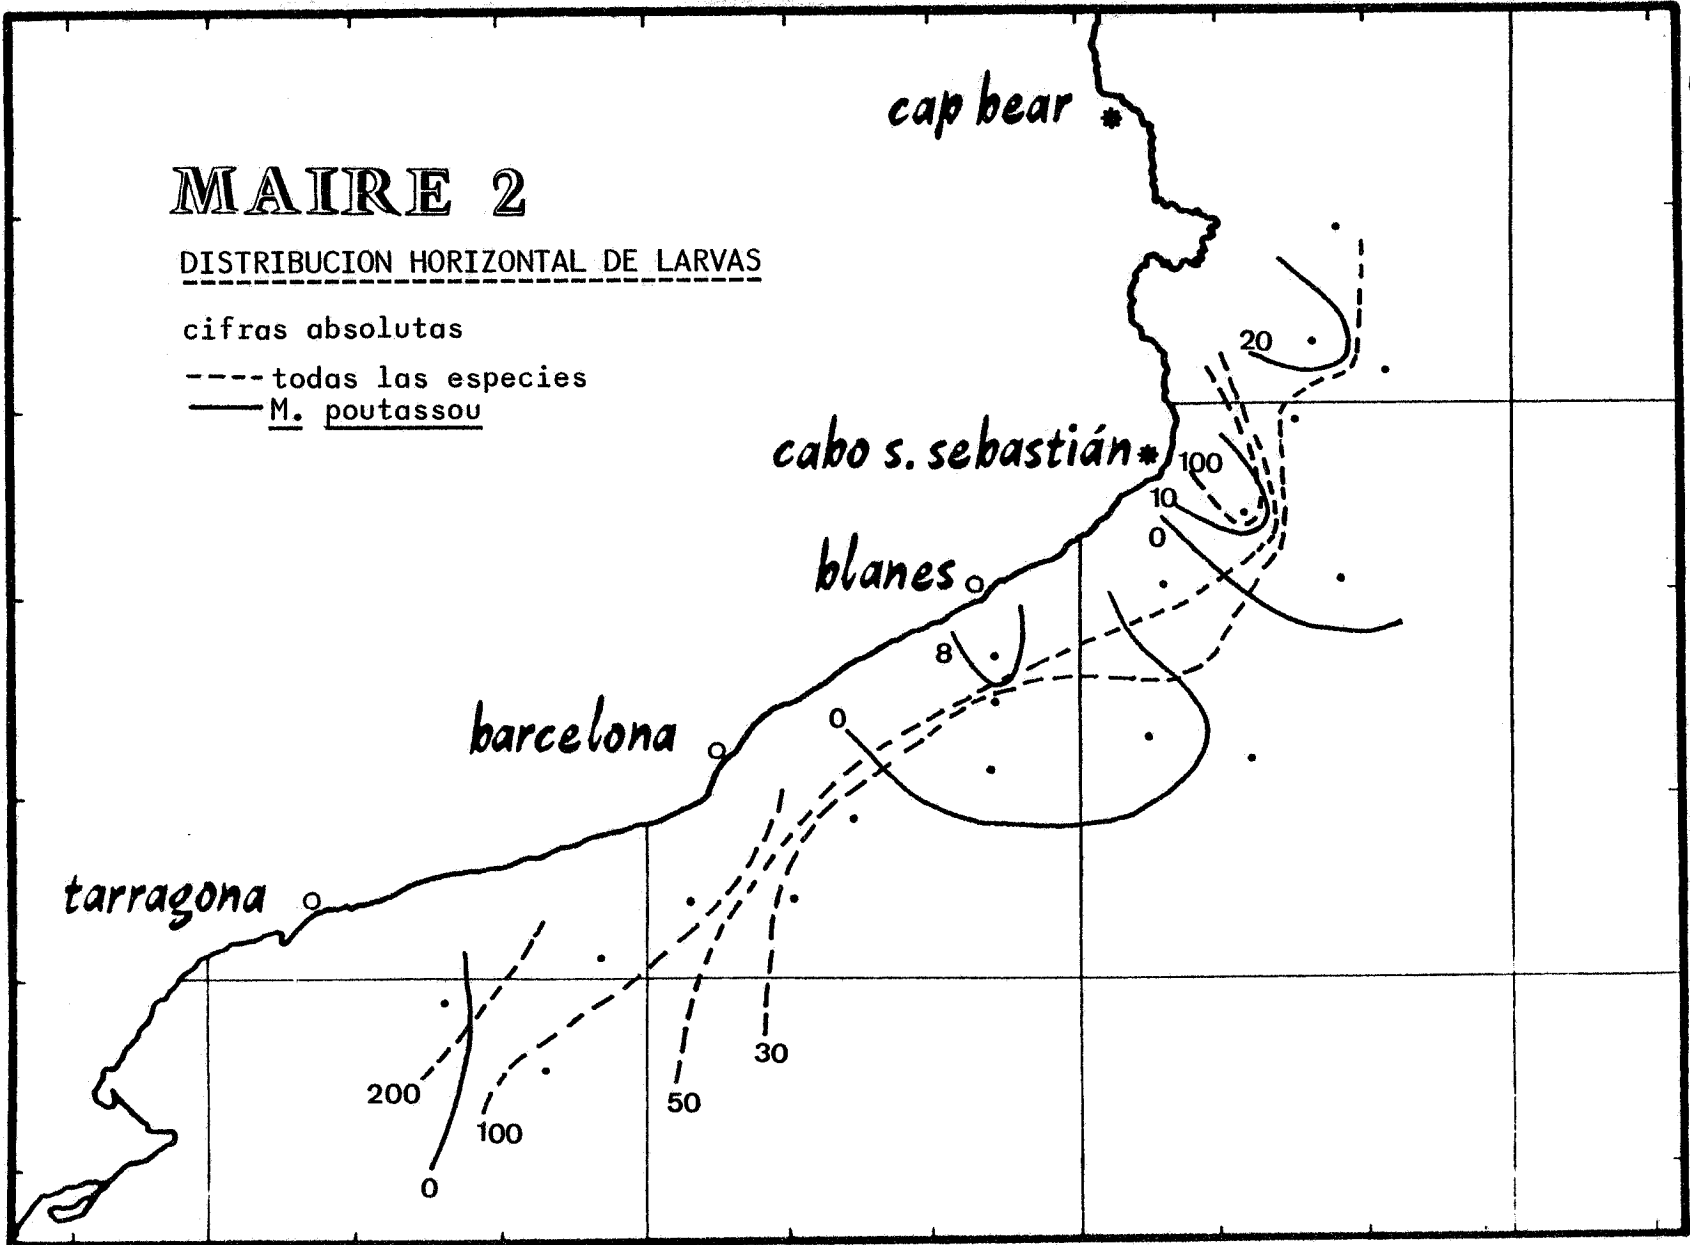 cap bear
MAIRE 2
DISTRIBUCION HORIZONTAL DE LARVAS
cifras absolutas
todas las especies
M. poutassou
20
cabo s. sebastián
100
10
0
blanes
8
0
barcelona
tarragona
30
200
50
100
0